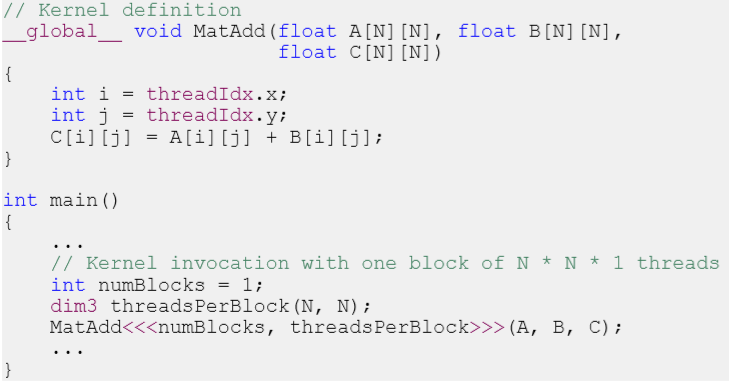 // Kernel definition
__global__ void MatAdd(float A[N][N], float B[N][N],
                       float C[N][N])
{
    int i = threadIdx.x;
    int j = threadIdx.y;
    C[i][j] = A[i][j] + B[i][j];
}

int main()
{
    ...
    // Kernel invocation with one block of N * N * 1 threads
    int numBlocks = 1;
    dim3 threadsPerBlock(N, N);
    MatAdd<<<numBlocks, threadsPerBlock>>>(A, B, C);
    ...
}